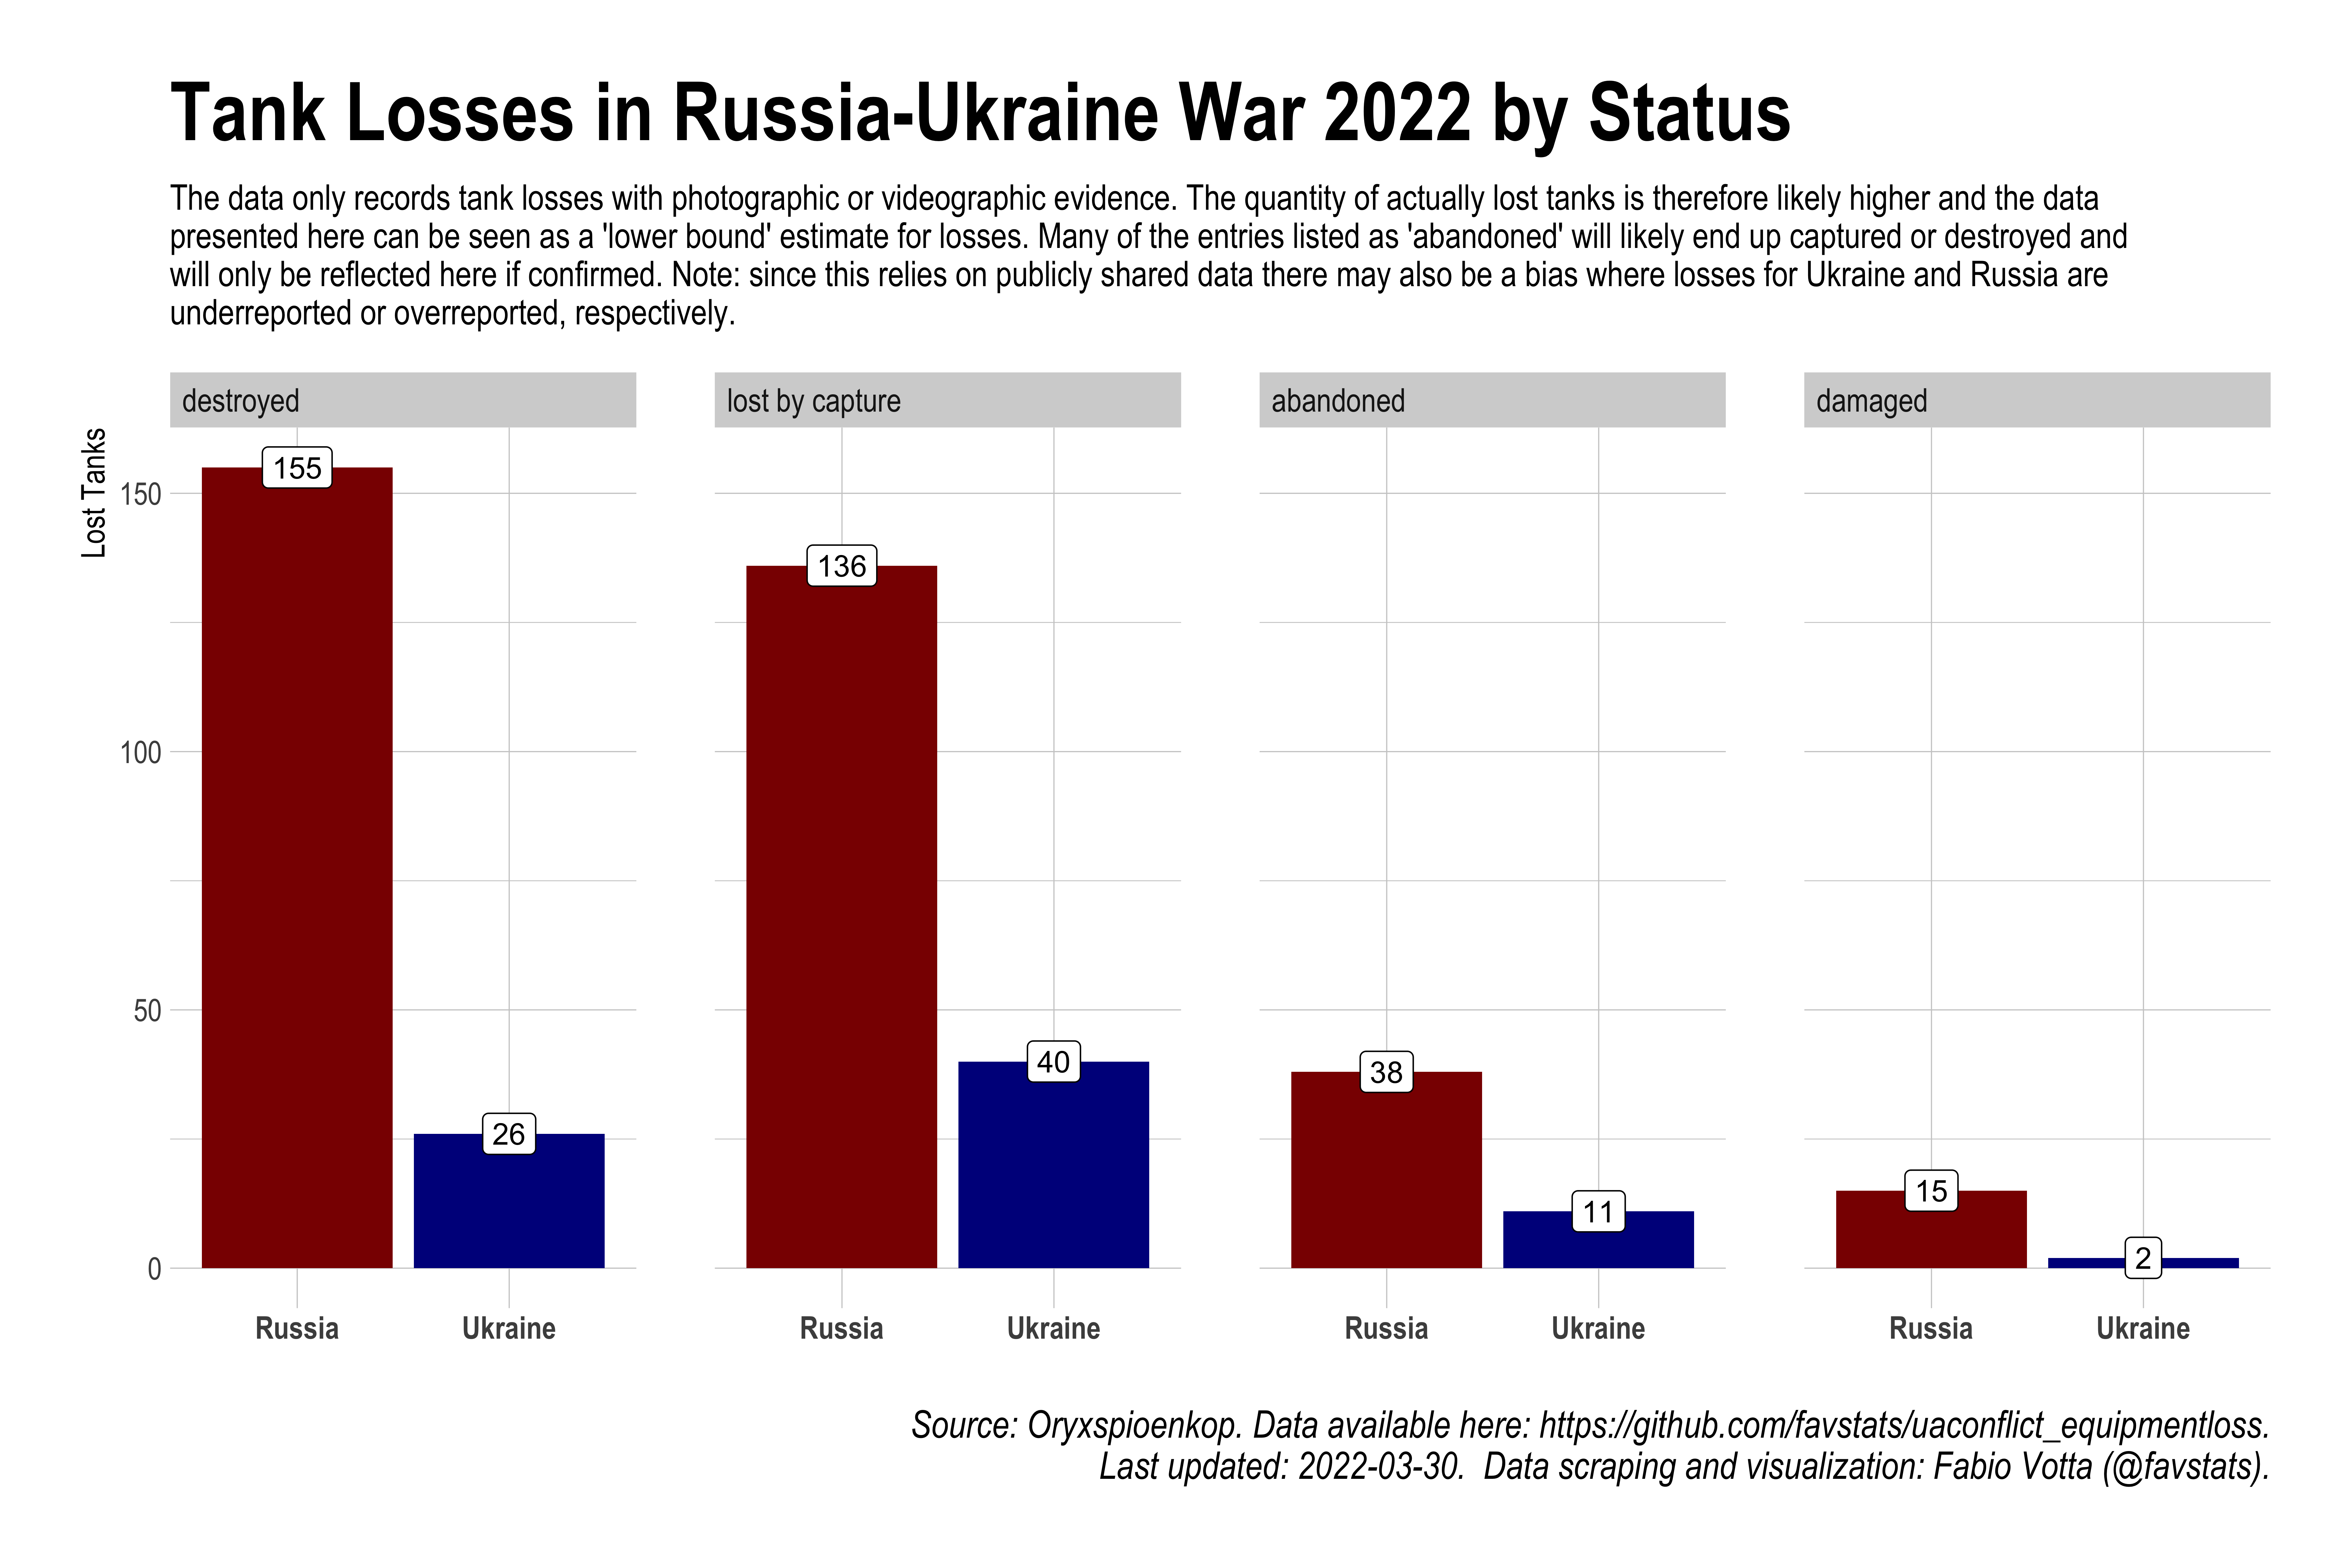 Tank Losses in Russia-Ukraine War 2022 by Status
The data only records tank losses with photographic or videographic evidence. The quantity of actually lost tanks is therefore likely higher and the data
presented here can be seen as a 'lower bound' estimate for losses. Many of the entries listed as 'abandoned' will likely end up captured or destroyed and
will only be reflected here if confirmed. Note: since this relies on publicly shared data there may also be a bias where losses for Ukraine and Russia are
underreported or overreported, respectively.
destroyed
lost by capture
abandoned
damaged
Lost Tanks
150
100
50
0
155
26
136
40
38
11
15
2
Russia
Ukraine
Russia
Ukraine
Russia
Ukraine
Russia
Ukraine
Source: Oryxspioenkop. Data available here: https://github.com/favstats/uaconflict_equipmentloss.
Last updated: 2022-03-30.  Data scraping and visualization: Fabio Votta (@favstats).